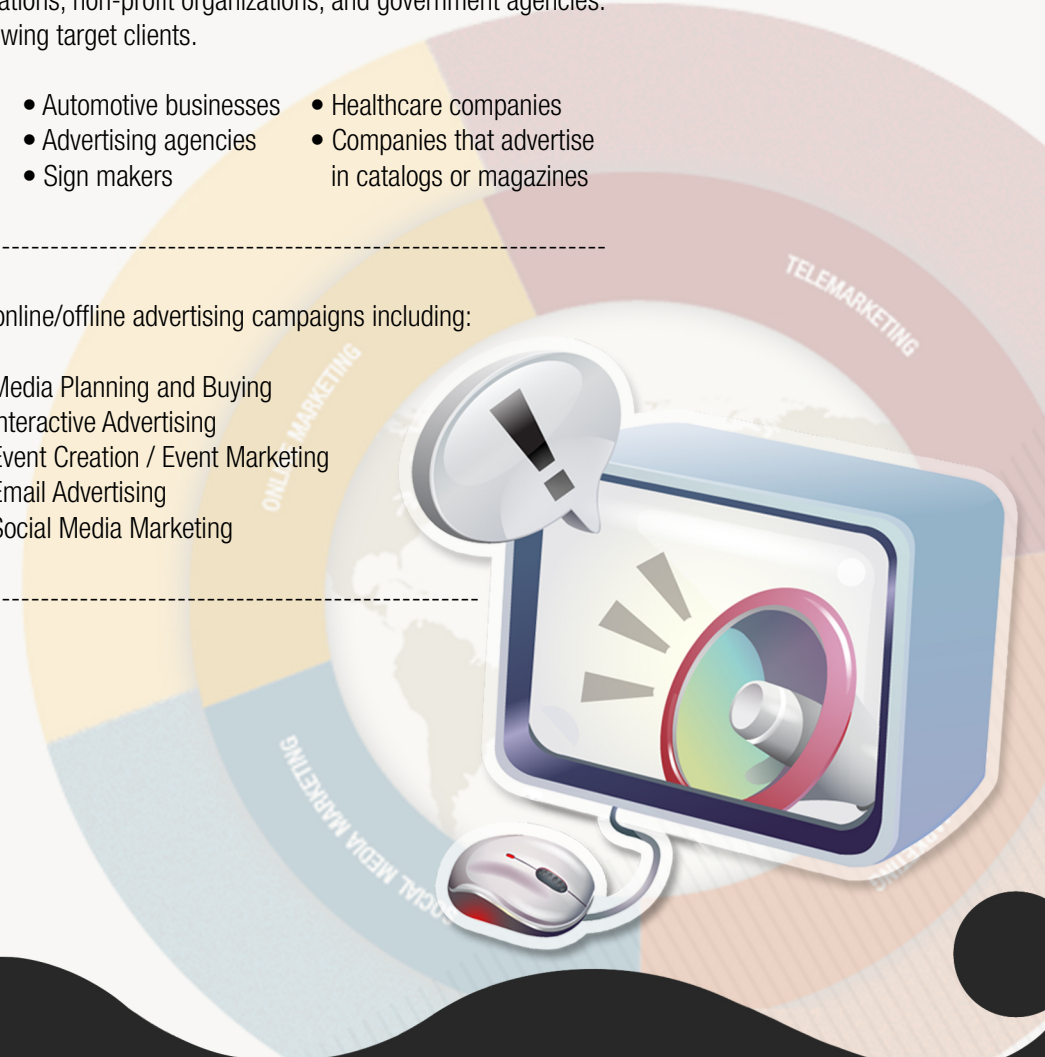 ations, non-profit organizations, and government agencies.
wing target clients.
• Automotive businesses
• Advertising agencies
• Sign makers
• Healthcare companies
• Companies that advertise
in catalogs or magazines
online/offline advertising campaigns including:
Media Planning and Buying
nteractive Advertising
Event Creation / Event Marketing
Email Advertising
Social Media Marketing
TELEMARKETING
ONLINE MARKETING
SOCIAL MEDIA MARKETING